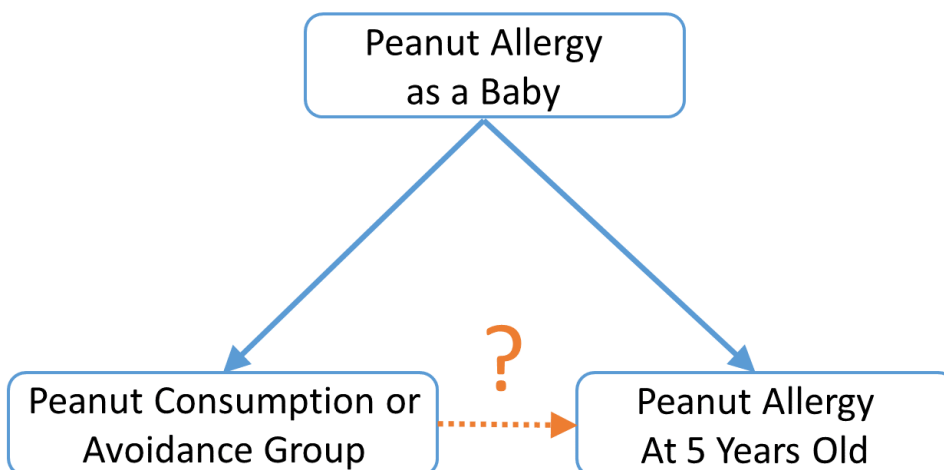 Peanut Allergy
as a Baby
?
Peanut Consumption or
Avoidance Group
Peanut Allergy
At 5 Years Old